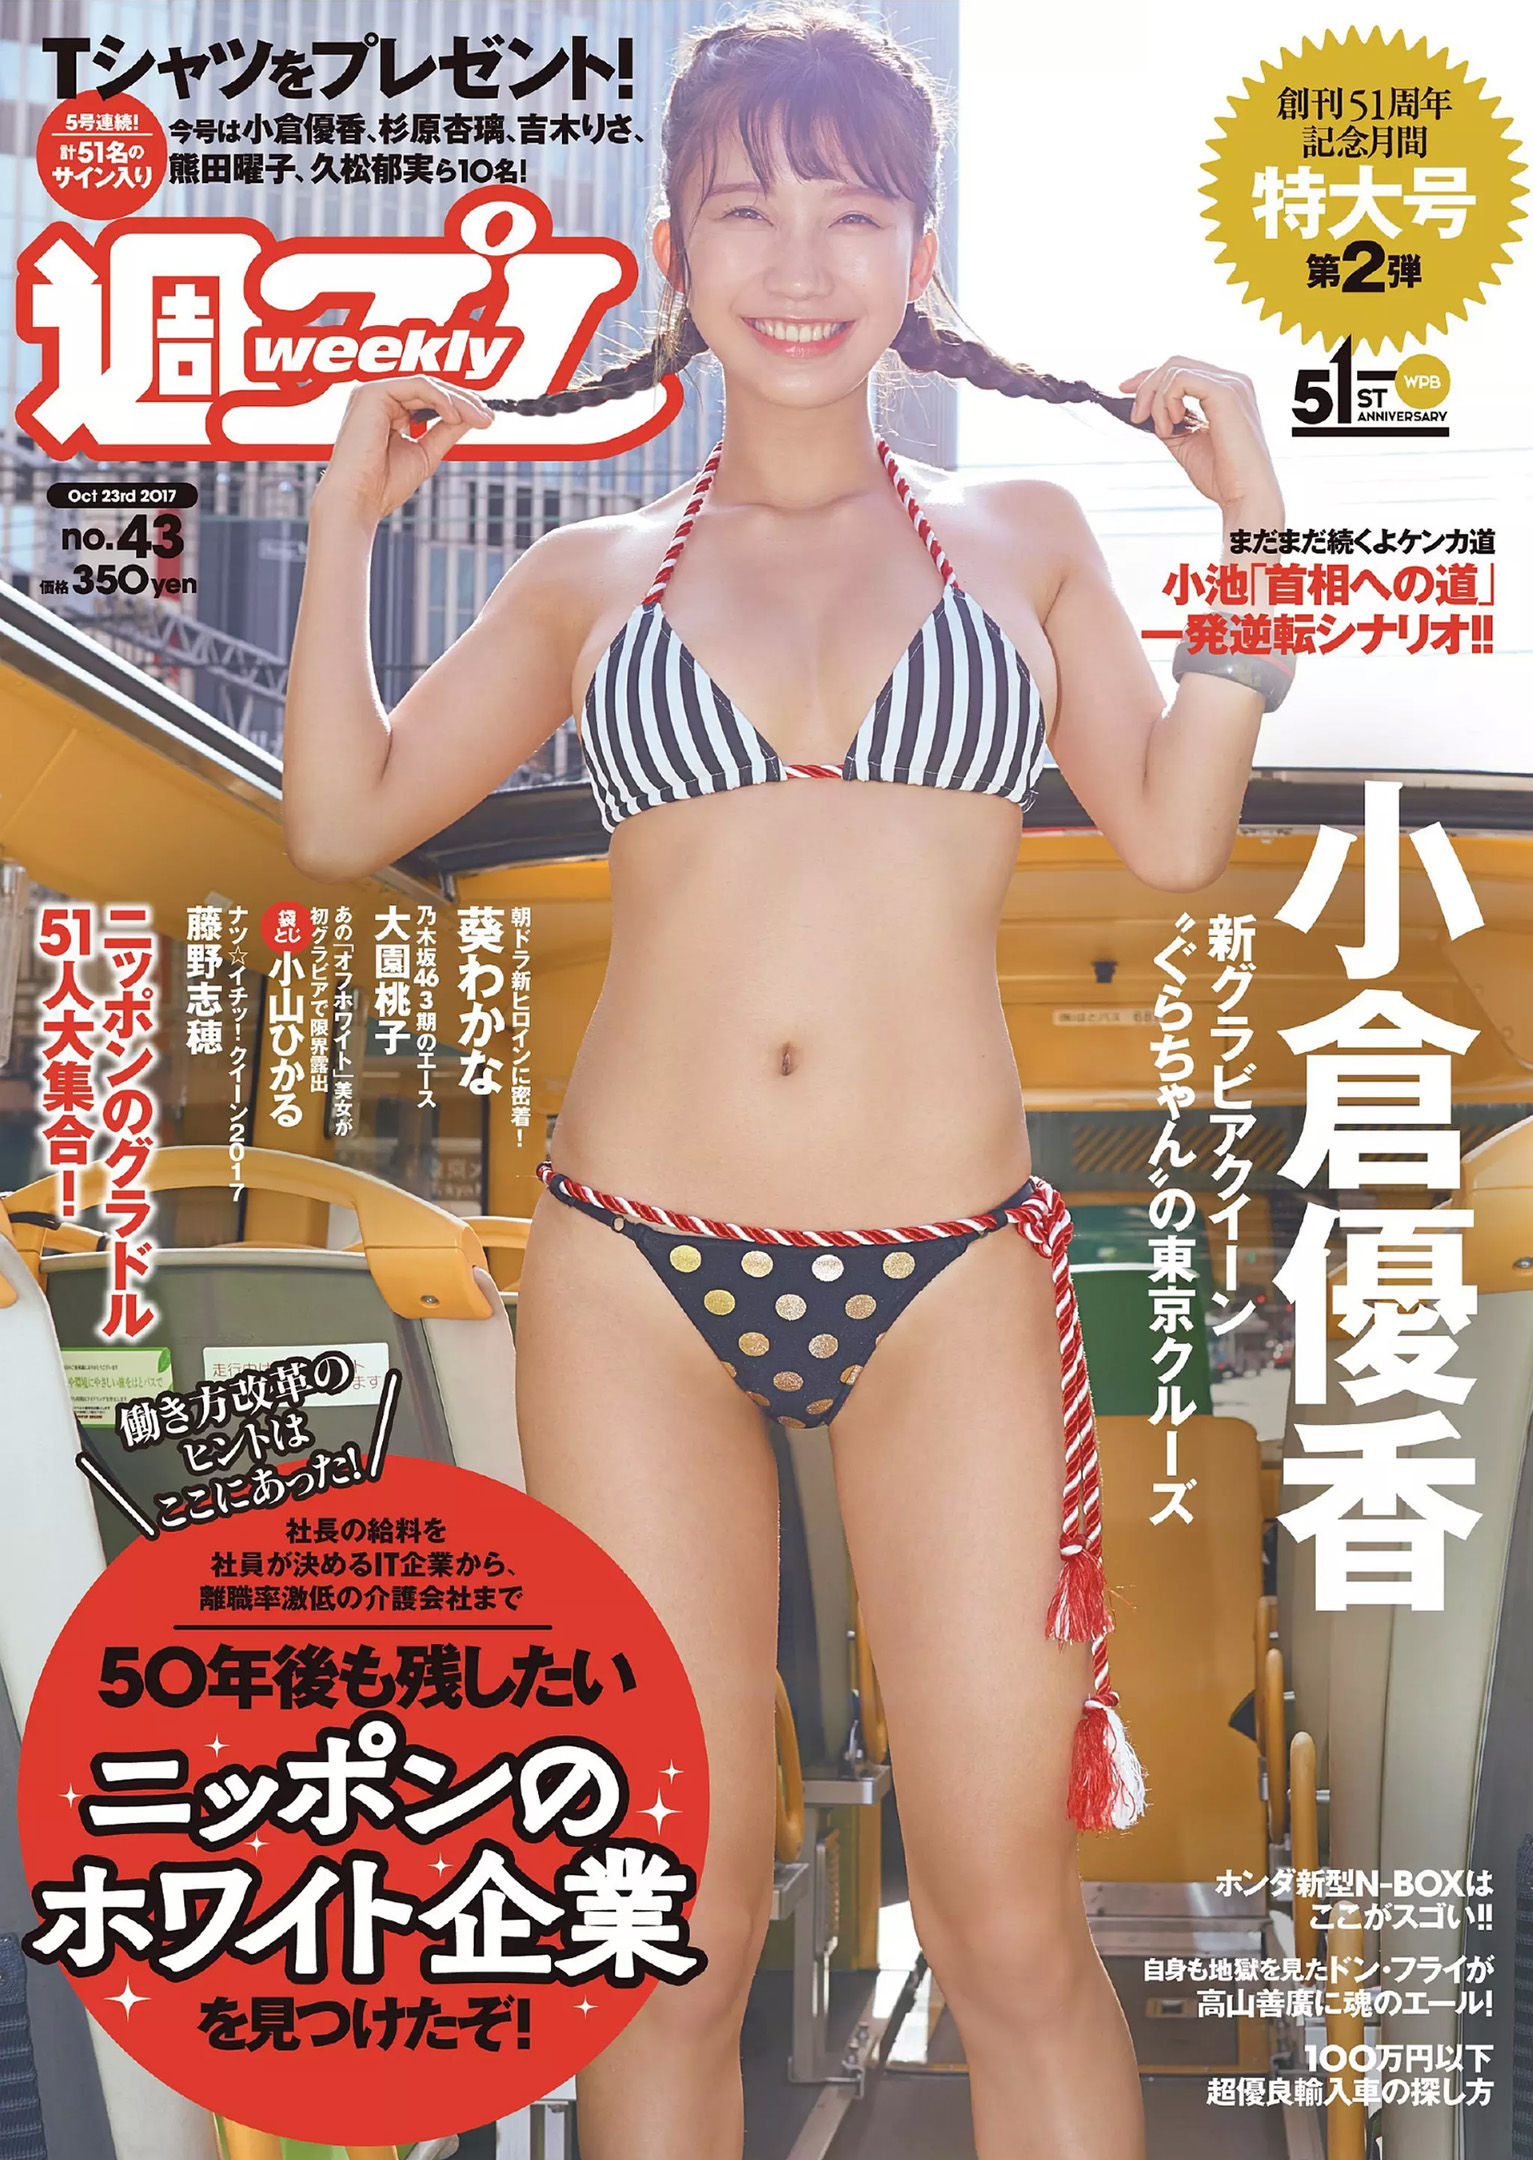 Tシャツをプレゼント!
5号連続!
計51名の
サイン入り
今号は小倉優香、杉原杏璃、吉木りさ、
熊田曜子、久松郁実ら10名!
週プレ
weekly
Oct 23rd 2017
no.43
価格 350yen
創刊51周年
記念月間
特大号
第2弾
51ST
WPB
ANNIVERSARY
まだまだ続くよケンカ道
小池「首相への道」
一発逆転シナリオ!!
小倉優香
新グラビアクイーン
“ぐらちゃん”の東京クルーズ
朝ドラ新ヒロインに密着!
葵わかな
乃木坂46 3期のエース
大園桃子
あの「オフホワイト」美女が
初グラビアで限界露出
袋とじ
小山ひかる
ナツ☆イチッ!クイーン2017
藤野志穂
ニッポンのグラドル
51人大集合!
働き方改革の
ヒントは
ここにあった!
社長の給料を
社員が決めるIT企業から、
離職率激低の介護会社まで
50年後も残したい
ニッポンの
ホワイト企業
を見つけたぞ!
ホンダ新型N-BOXは
ここがスゴい!!
自身も地獄を見たドン・フライが
高山善廣に魂のエール!
100万円以下
超優良輸入車の探し方